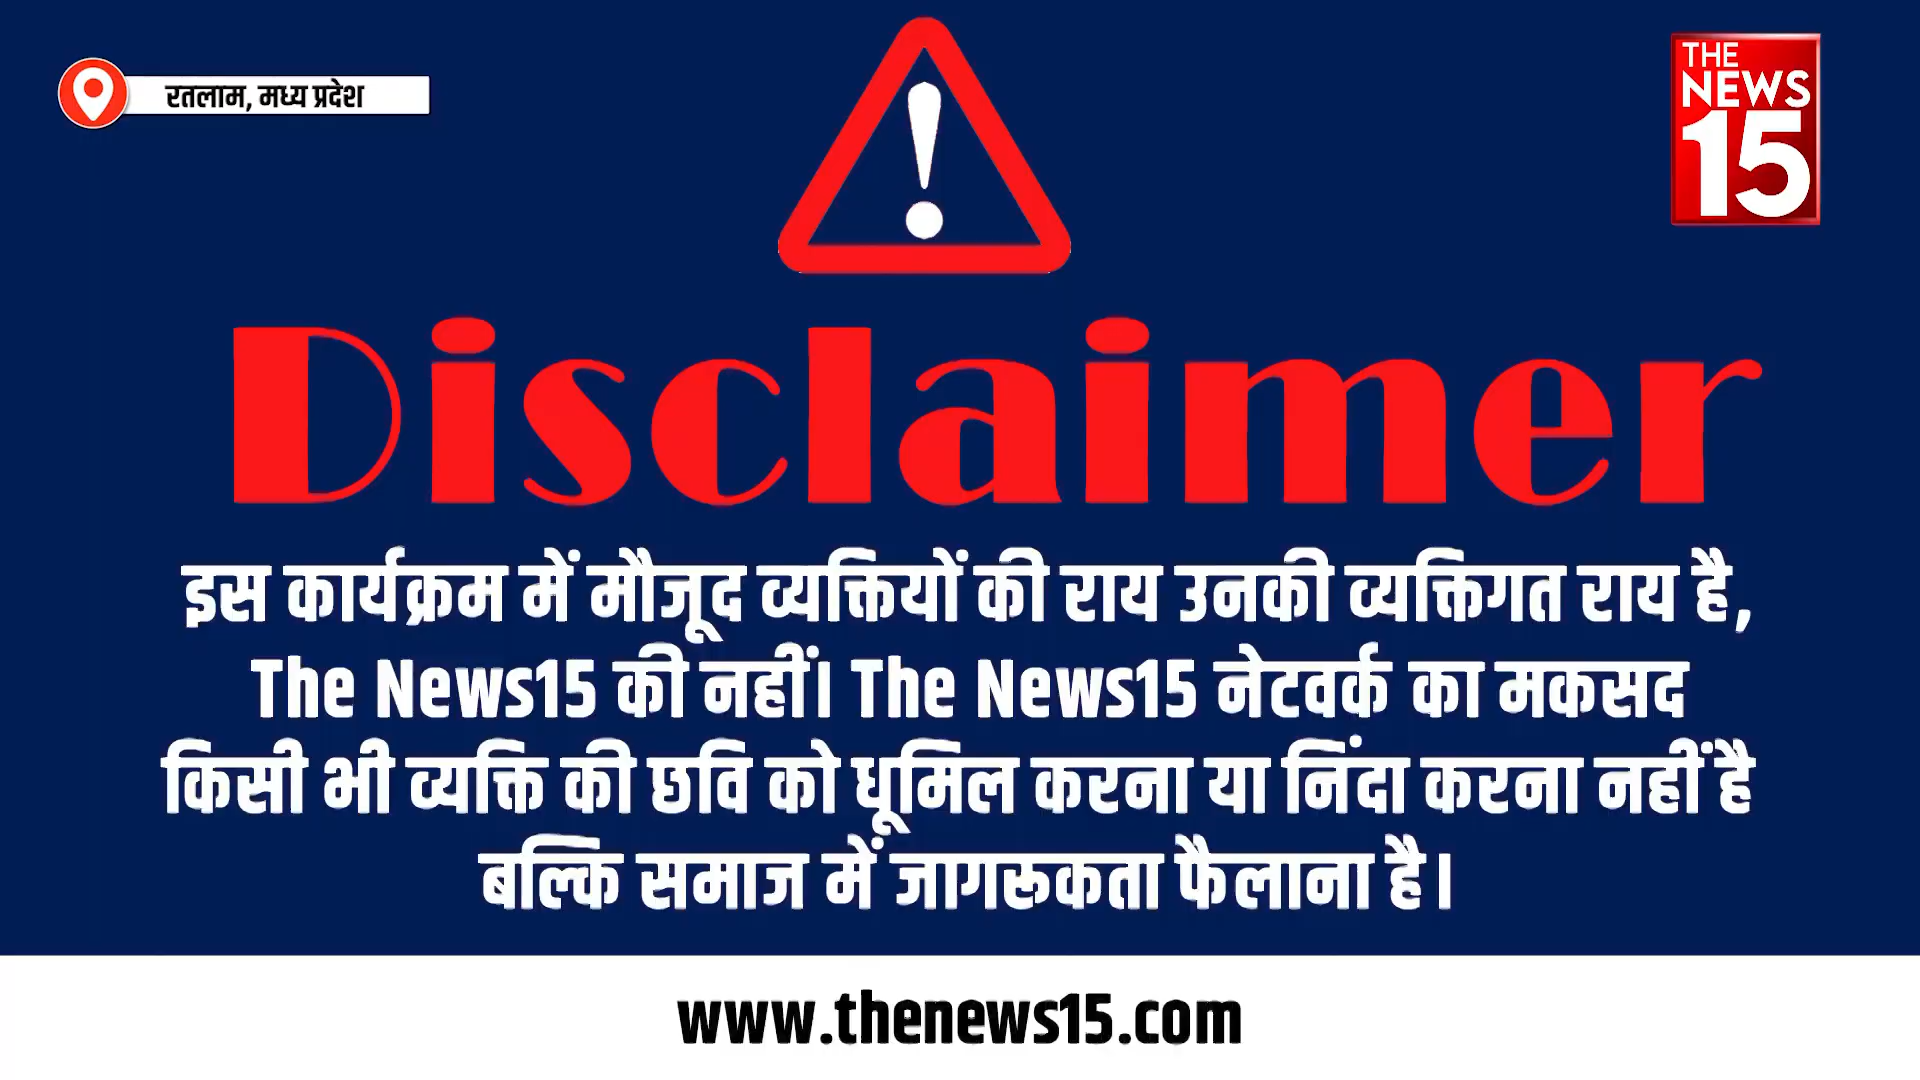 रतलाम, मध्य प्रदेश
THE
NEWS
15
Disclaimer
इस कार्यक्रम में मौजूद व्यक्तियों की राय उनकी व्यक्तिगत राय है,
The News15 की नहीं। The News15 नेटवर्क का मकसद
किसी भी व्यक्ति की छवि को धूमिल करना या निंदा करना नहीं है
बल्कि समाज में जागरूकता फैलाना है।
www.thenews15.com